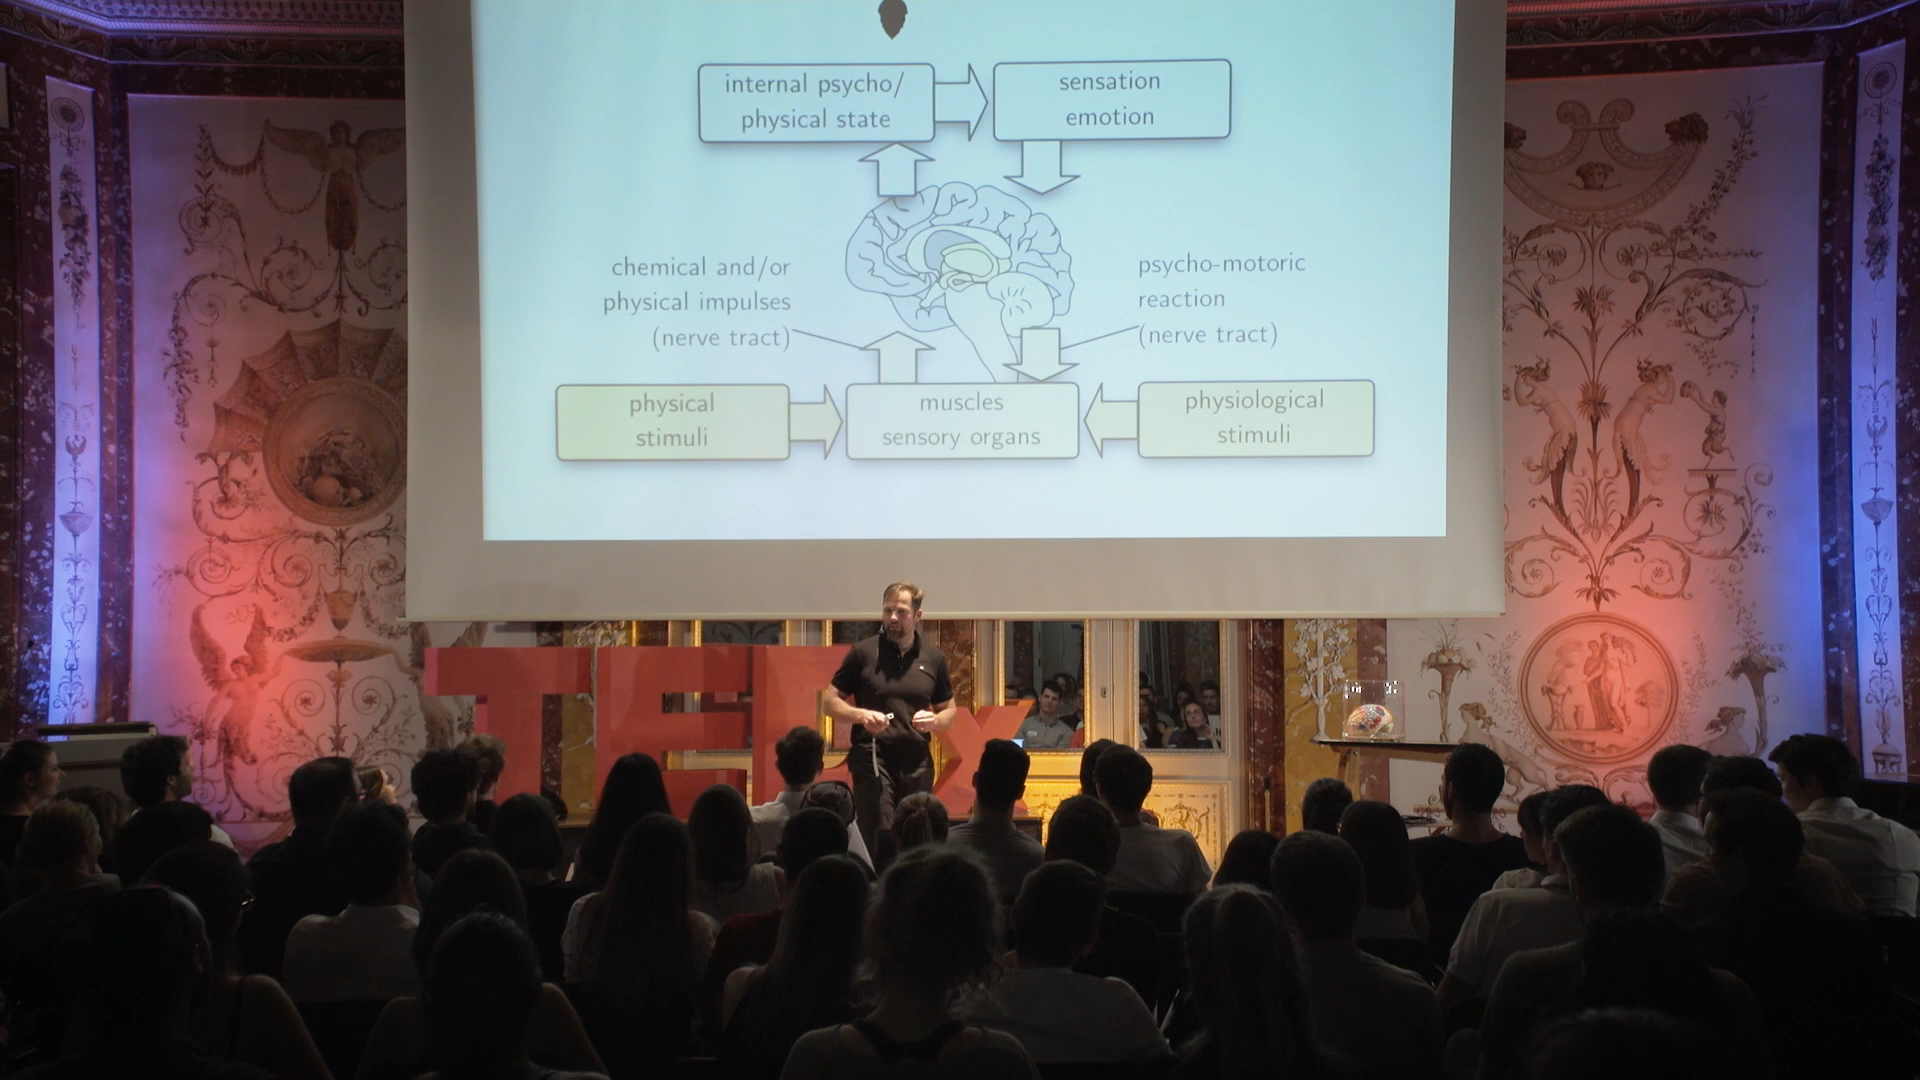 internal psycho/
physical state
sensation
emotion
chemical and/or
physical impulses
(nerve tract)
psycho-motoric
reaction
(nerve tract)
physical
stimuli
muscles
sensory organs
physiological
stimuli
TEDx